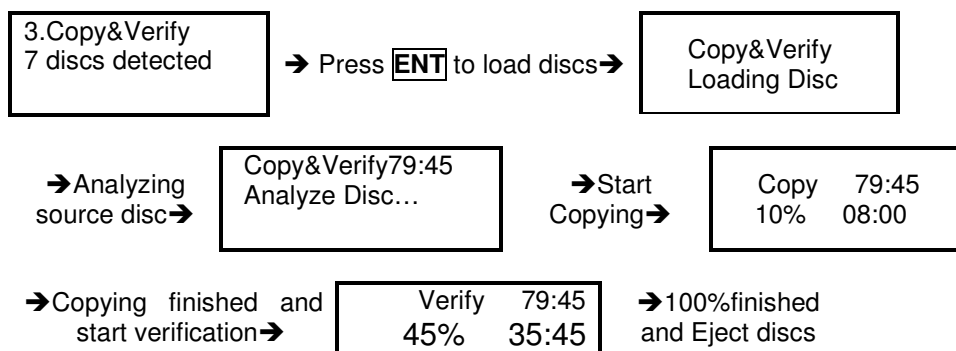 3.Copy&Verify
7 discs detected
➔ Press ENT to load discs➔
Copy&Verify
Loading Disc
➔Analyzing
source disc➔
Copy&Verify79:45
Analyze Disc…
➔Start
Copying➔
Copy 79:45
10% 08:00
➔Copying finished and
start verification➔
Verify 79:45
45% 35:45
➔100%finished
and Eject discs